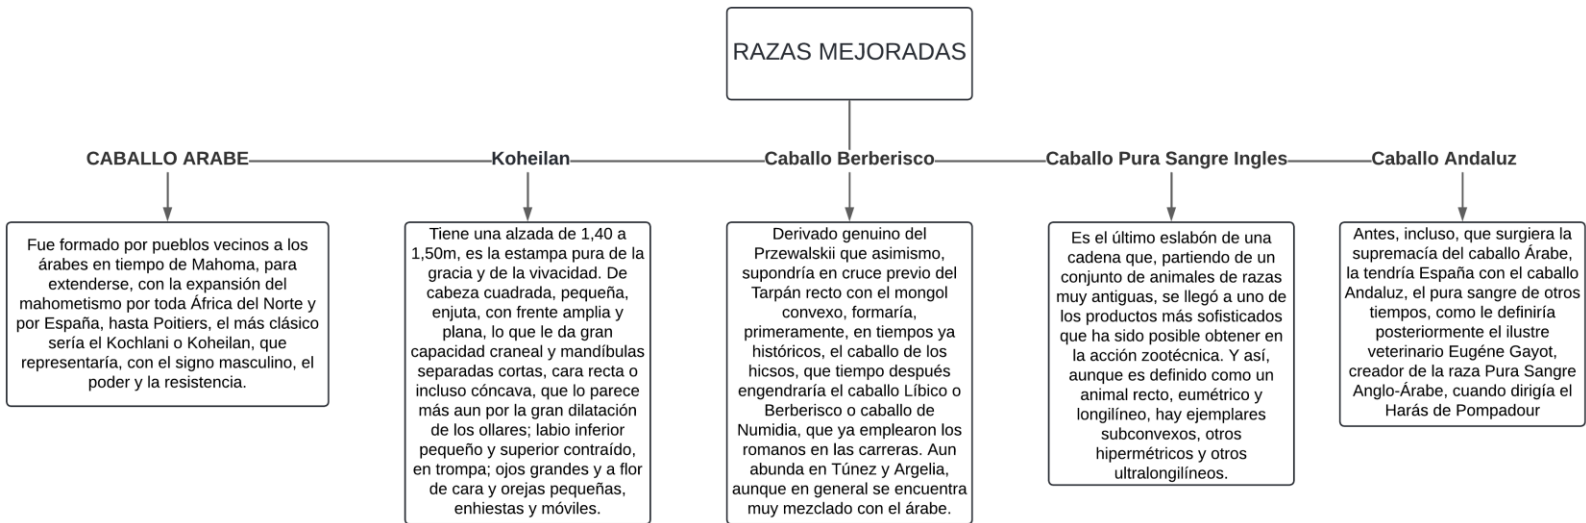 RAZAS MEJORADAS
CABALLO ARABE
Koheilan
Caballo Berberisco
Caballo Pura Sangre Ingles
Caballo Andaluz
Fue formado por pueblos vecinos a los
árabes en tiempo de Mahoma, para
extenderse, con la expansión del
mahometismo por toda África del Norte y
por España, hasta Poitiers, el más clásico
sería el Kochlani o Koheilan, que
representaría, con el signo masculino, el
poder y la resistencia.
Tiene una alzada de 1,40 a
1,50m, es la estampa pura de la
gracia y de la vivacidad. De
cabeza cuadrada, pequeña,
enjuta, con frente amplia y
plana, lo que le da gran
capacidad craneal y mandíbulas
separadas cortas, cara recta o
incluso cóncava, que lo parece
más aun por la gran dilatación
de los ollares; labio inferior
pequeño y superior contraído,
en trompa; ojos grandes y a flor
de cara y orejas pequeñas,
enhiestas y móviles.
Derivado genuino del
Przewalskii que asimismo,
supondría en cruce previo del
Tarpán recto con el mongol
convexo, formaría,
primeramente, en tiempos ya
históricos, el caballo de los
hicsos, que tiempo después
engendraría el caballo Líbico o
Berberisco o caballo de
Numidia, que ya emplearon los
romanos en las carreras. Aun
abunda en Túnez y Argelia,
aunque en general se encuentra
muy mezclado con el árabe.
Es el último eslabón de una
cadena que, partiendo de un
conjunto de animales de razas
muy antiguas, se llegó a uno de
los productos más sofisticados
que ha sido posible obtener en
la acción zootécnica. Y así,
aunque es definido como un
animal recto, eumétrico y
longilíneo, hay ejemplares
subconvexos, otros
hipermétricos y otros
ultralongilíneos.
Antes, incluso, que surgiera la
supremacía del caballo Árabe,
la tendría España con el caballo
Andaluz, el pura sangre de otros
tiempos, como le definiría
posteriormente el ilustre
veterinario Eugéne Gayot,
creador de la raza Pura Sangre
Anglo-Árabe, cuando dirigía el
Harás de Pompadour